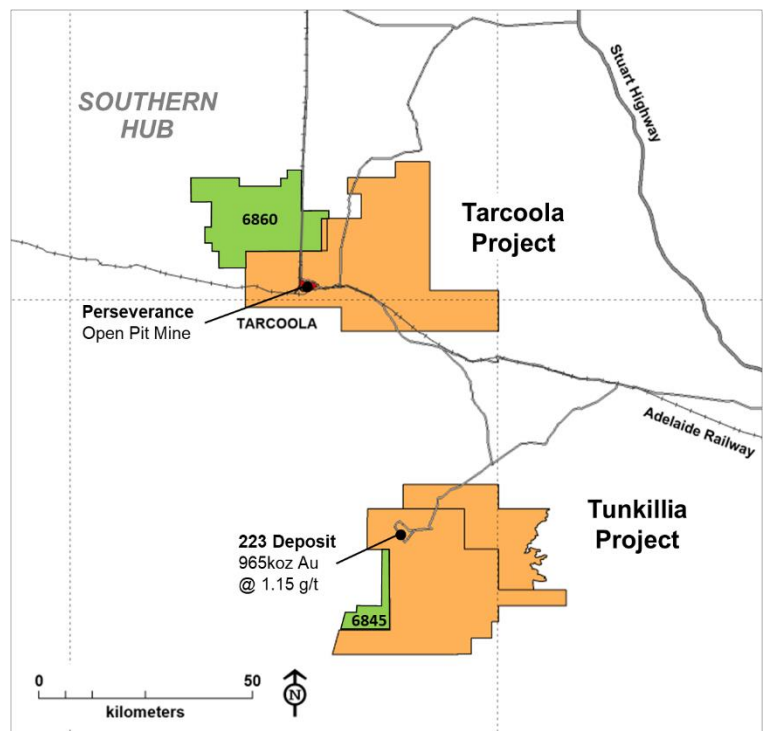 SOUTHERN
HUB
Stuart Highway
6860
Tarcoola
Project
Perseverance
Open Pit Mine
TARCOOLA
Adelaide Railway
Tunkillia
Project
223 Deposit
965koz Au
@ 1.15 g/t
6845
0
50
kilometers
N